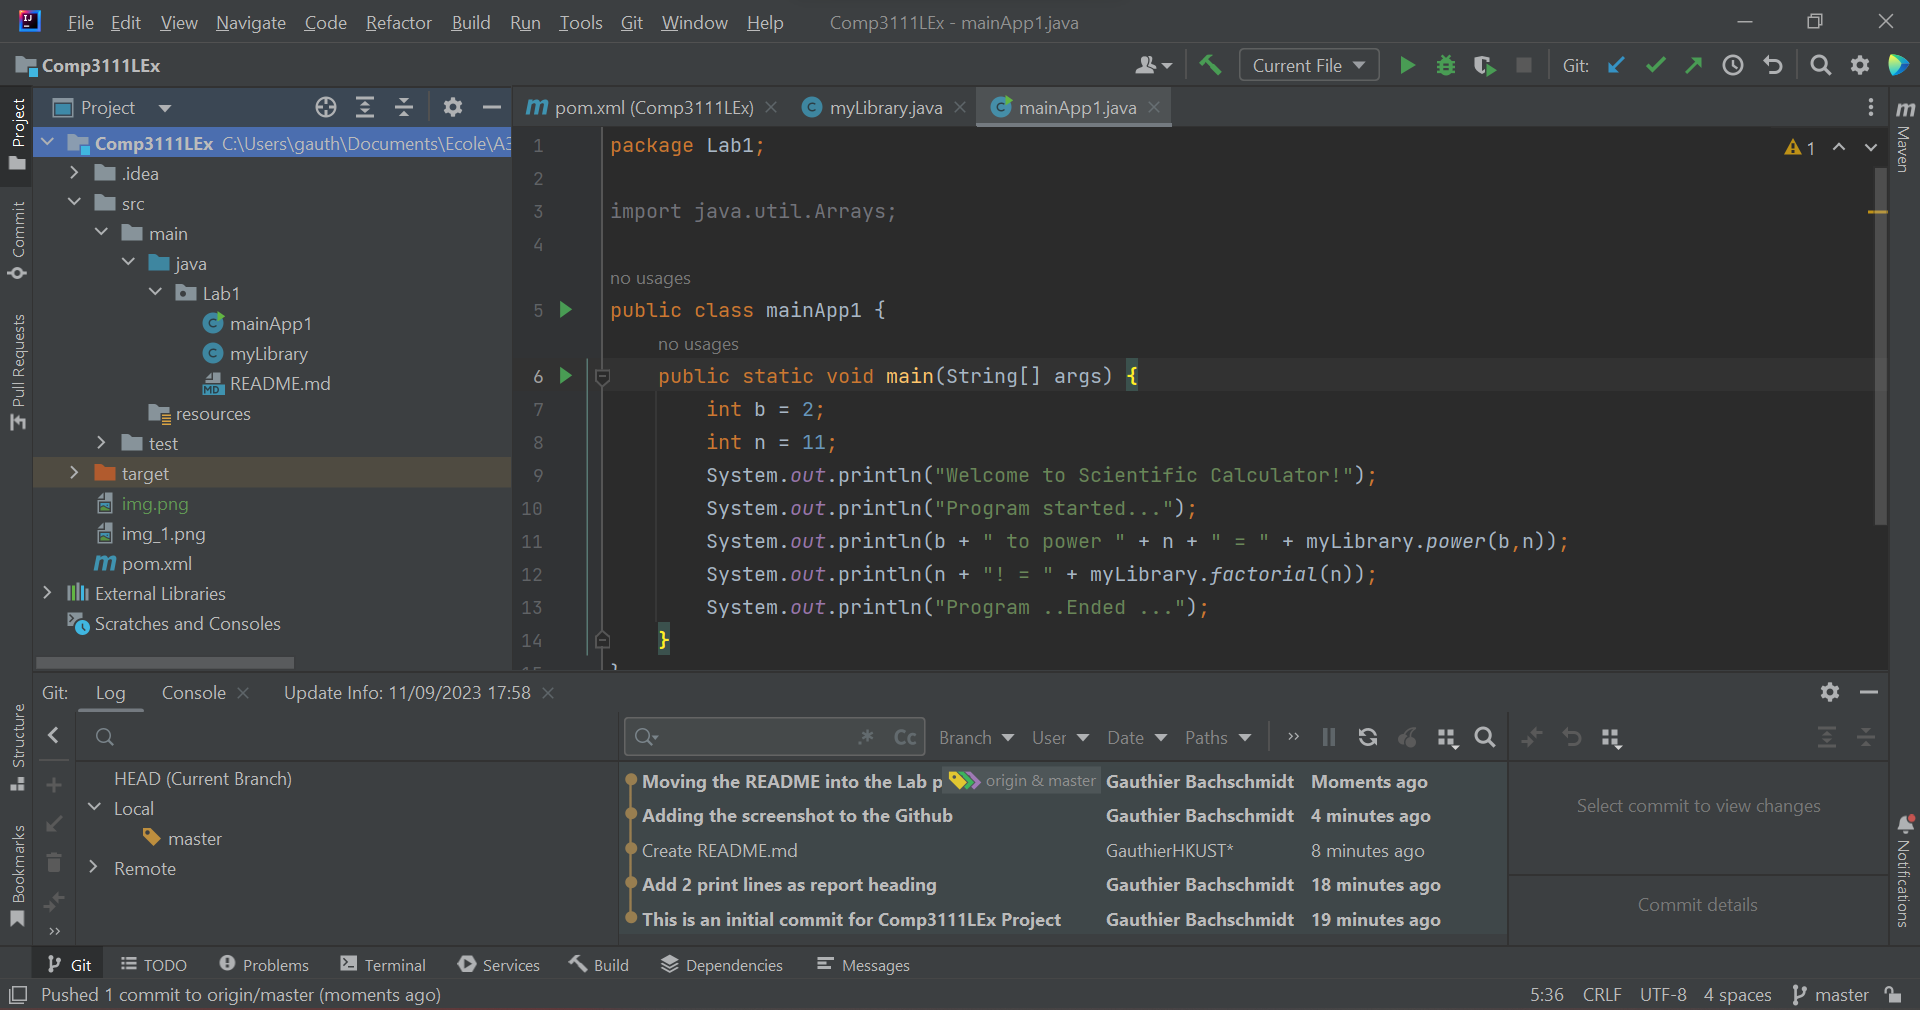 File Edit View Navigate Code Refactor Build Run Tools Git Window Help Comp3111LEx - mainApp1.java
Comp3111LEx Current File Git:
Project
pom.xml (Comp3111LEx) myLibrary.java mainApp1.java
Project
Commit
Pull Requests
Structure
Bookmarks
Comp3111LEx C:\Users\gauth\Documents\Ecole\A3
.idea
src
main
java
Lab1
mainApp1
myLibrary
README.md
resources
test
target
img.png
img_1.png
pom.xml
External Libraries
Scratches and Consoles
1 package Lab1;
2
3 import java.util.Arrays;
4
no usages
5 public class mainApp1 {
no usages
6 public static void main(String[] args) {
7 int b = 2;
8 int n = 11;
9 System.out.println("Welcome to Scientific Calculator!");
10 System.out.println("Program started...");
11 System.out.println(b + " to power " + n + " = " + myLibrary.power(b,n));
12 System.out.println(n + "! = " + myLibrary.factorial(n));
13 System.out.println("Program ..Ended ...");
14 }
1
Maven
Notifications
Git: Log Console Update Info: 11/09/2023 17:58
.* Cc Branch User Date Paths
HEAD (Current Branch)
Local
master
Remote
Moving the README into the Lab p origin & master Gauthier Bachschmidt Moments ago
Adding the screenshot to the Github Gauthier Bachschmidt 4 minutes ago
Create README.md GauthierHKUST* 8 minutes ago
Add 2 print lines as report heading Gauthier Bachschmidt 18 minutes ago
This is an initial commit for Comp3111LEx Project Gauthier Bachschmidt 19 minutes ago
Select commit to view changes
Commit details
Git TODO Problems Terminal Services Build Dependencies Messages
Pushed 1 commit to origin/master (moments ago) 5:36 CRLF UTF-8 4 spaces master